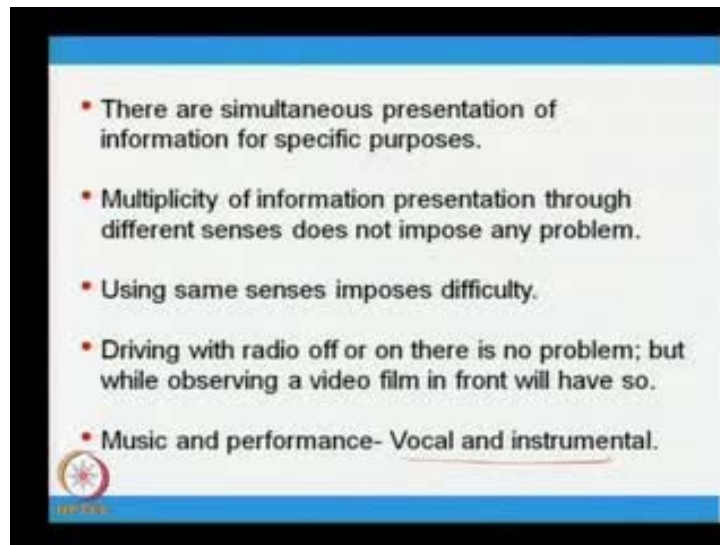 • There are simultaneous presentation of
information for specific purposes.
• Multiplicity of information presentation through
different senses does not impose any problem.
• Using same senses imposes difficulty.
• Driving with radio off or on there is no problem; but
while observing a video film in front will have so.
• Music and performance- Vocal and instrumental.
NPTEL